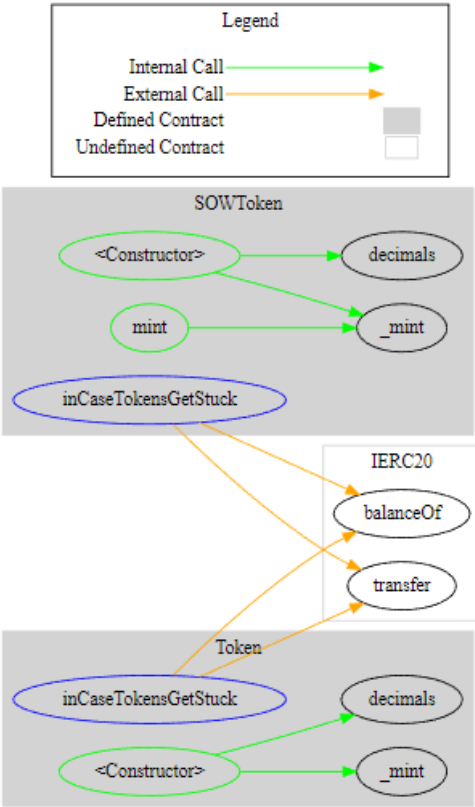 Legend
Internal Call
External Call
Defined Contract
Undefined Contract
SOWToken
<Constructor>
decimals
mint
_mint
inCaseTokensGetStuck
IERC20
balanceOf
transfer
Token
inCaseTokensGetStuck
decimals
<Constructor>
_mint